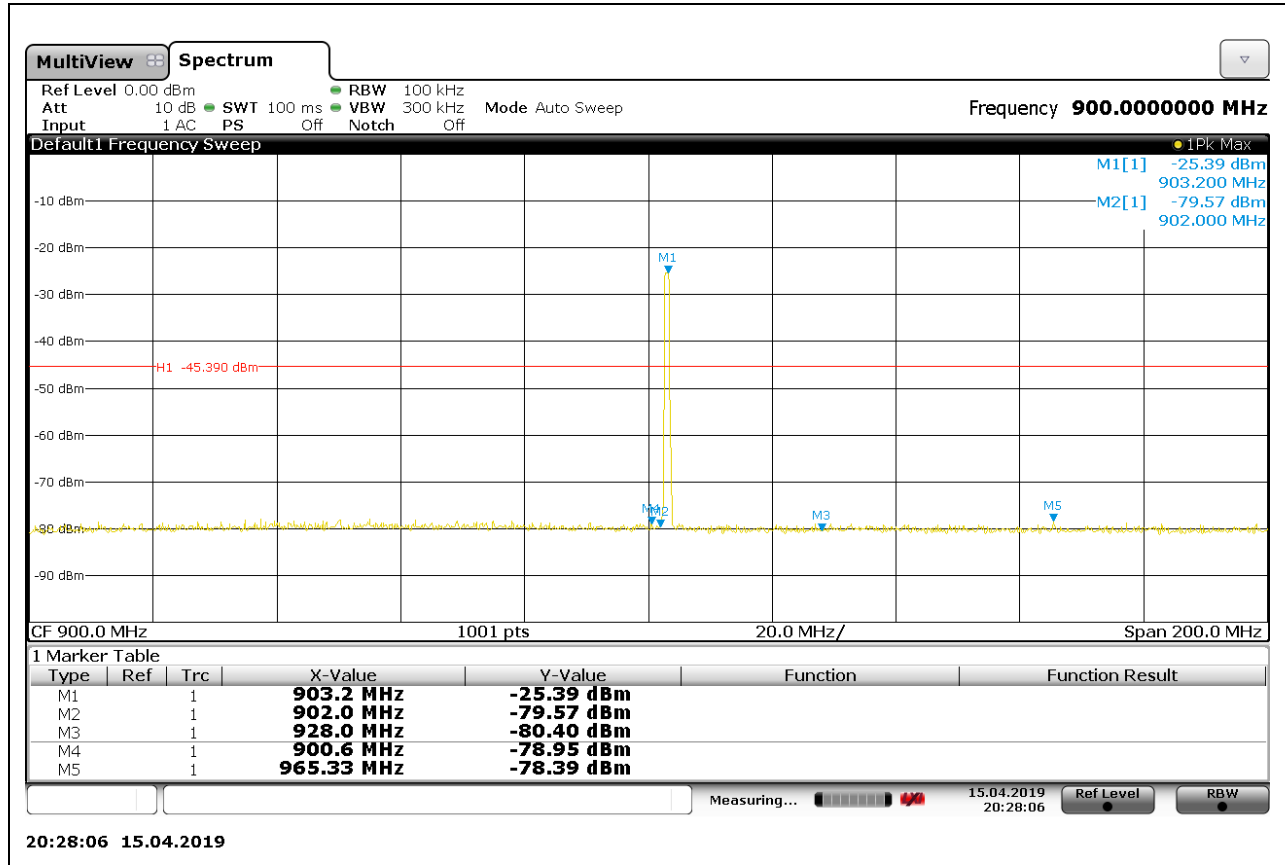 MultiView Spectrum
Ref Level 0.00 dBm RBW 100 kHz
Att 10 dB SWT 100 ms VBW 300 kHz Mode Auto Sweep Frequency 900.0000000 MHz
Input 1 AC PS Off Notch Off
Default1 Frequency Sweep 1Pk Max
M1[1] -25.39 dBm
903.200 MHz
-10 dBm M2[1] -79.57 dBm
902.000 MHz
-20 dBm
M1
-30 dBm
-40 dBm
H1 -45.390 dBm
-50 dBm
-60 dBm
-70 dBm
M4 M2 M3 M5
-80 dBm
-90 dBm
CF 900.0 MHz 1001 pts 20.0 MHz/ Span 200.0 MHz
1 Marker Table
Type Ref Trc X-Value Y-Value Function Function Result
M1 1 903.2 MHz -25.39 dBm
M2 1 902.0 MHz -79.57 dBm
M3 1 928.0 MHz -80.40 dBm
M4 1 900.6 MHz -78.95 dBm
M5 1 965.33 MHz -78.39 dBm
Measuring... 15.04.2019 Ref Level RBW
20:28:06
20:28:06 15.04.2019